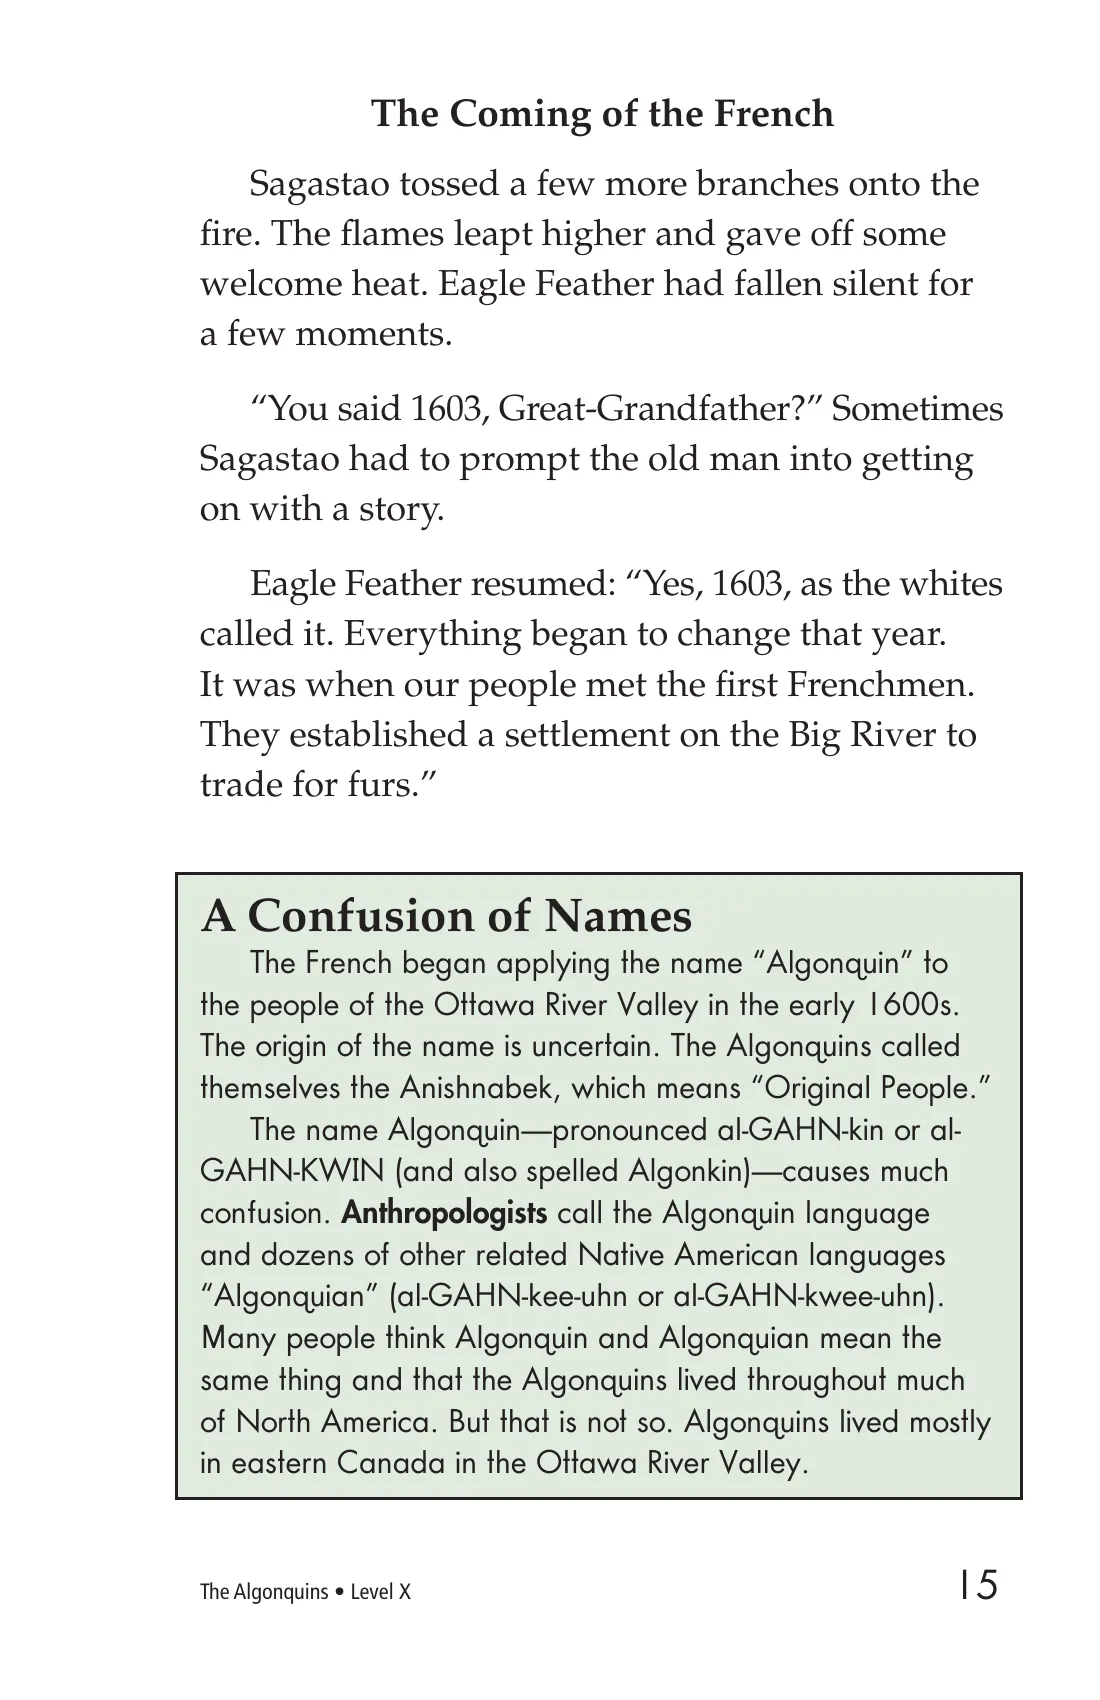 The Coming of the French
Sagastao tossed a few more branches onto the
fire. The flames leapt higher and gave off some
welcome heat. Eagle Feather had fallen silent for
a few moments.
“You said 1603, Great-Grandfather?” Sometimes
Sagastao had to prompt the old man into getting
on with a story.
Eagle Feather resumed: “Yes, 1603, as the whites
called it. Everything began to change that year.
It was when our people met the first Frenchmen.
They established a settlement on the Big River to
trade for furs.”
A Confusion of Names
The French began applying the name “Algonquin” to
the people of the Ottawa River Valley in the early 1600s.
The origin of the name is uncertain. The Algonquins called
themselves the Anishnabek, which means “Original People.”
The name Algonquin—pronounced al-GAHN-kin or al-
GAHN-KWIN (and also spelled Algonkin)—causes much
confusion. Anthropologists call the Algonquin language
and dozens of other related Native American languages
“Algonquian” (al-GAHN-kee-uhn or al-GAHN-kwee-uhn).
Many people think Algonquin and Algonquian mean the
same thing and that the Algonquins lived throughout much
of North America. But that is not so. Algonquins lived mostly
in eastern Canada in the Ottawa River Valley.
The Algonquins • Level X
15